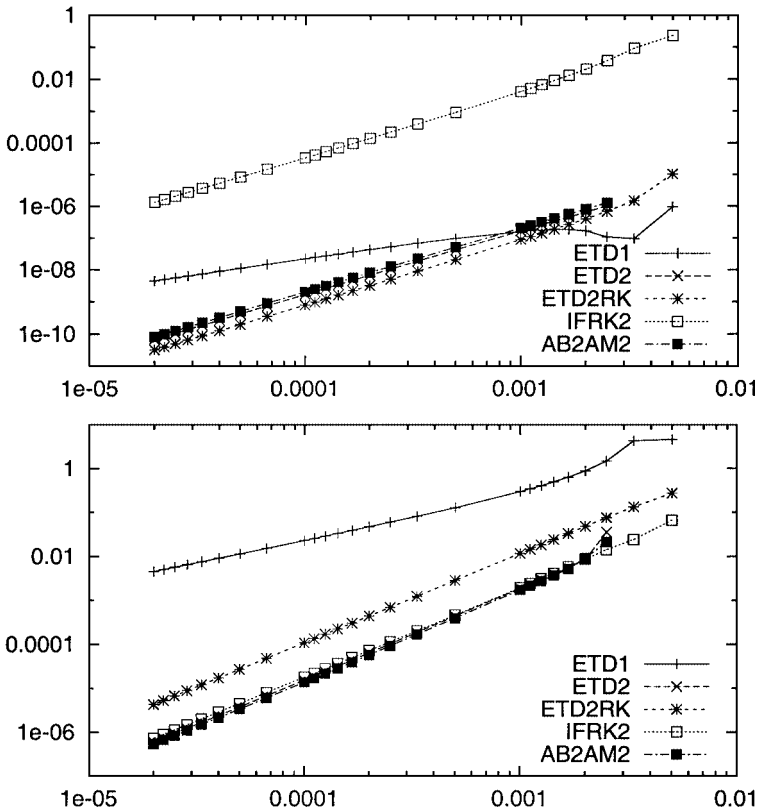 1
0.01
0.0001
1e-06
1e-08
1e-10
ETD1
ETD2
ETD2RK
IFRK2
AB2AM2
1e-05 0.0001 0.001 0.01
1
0.01
0.0001
1e-06
ETD1
ETD2
ETD2RK
IFRK2
AB2AM2
1e-05 0.0001 0.001 0.01